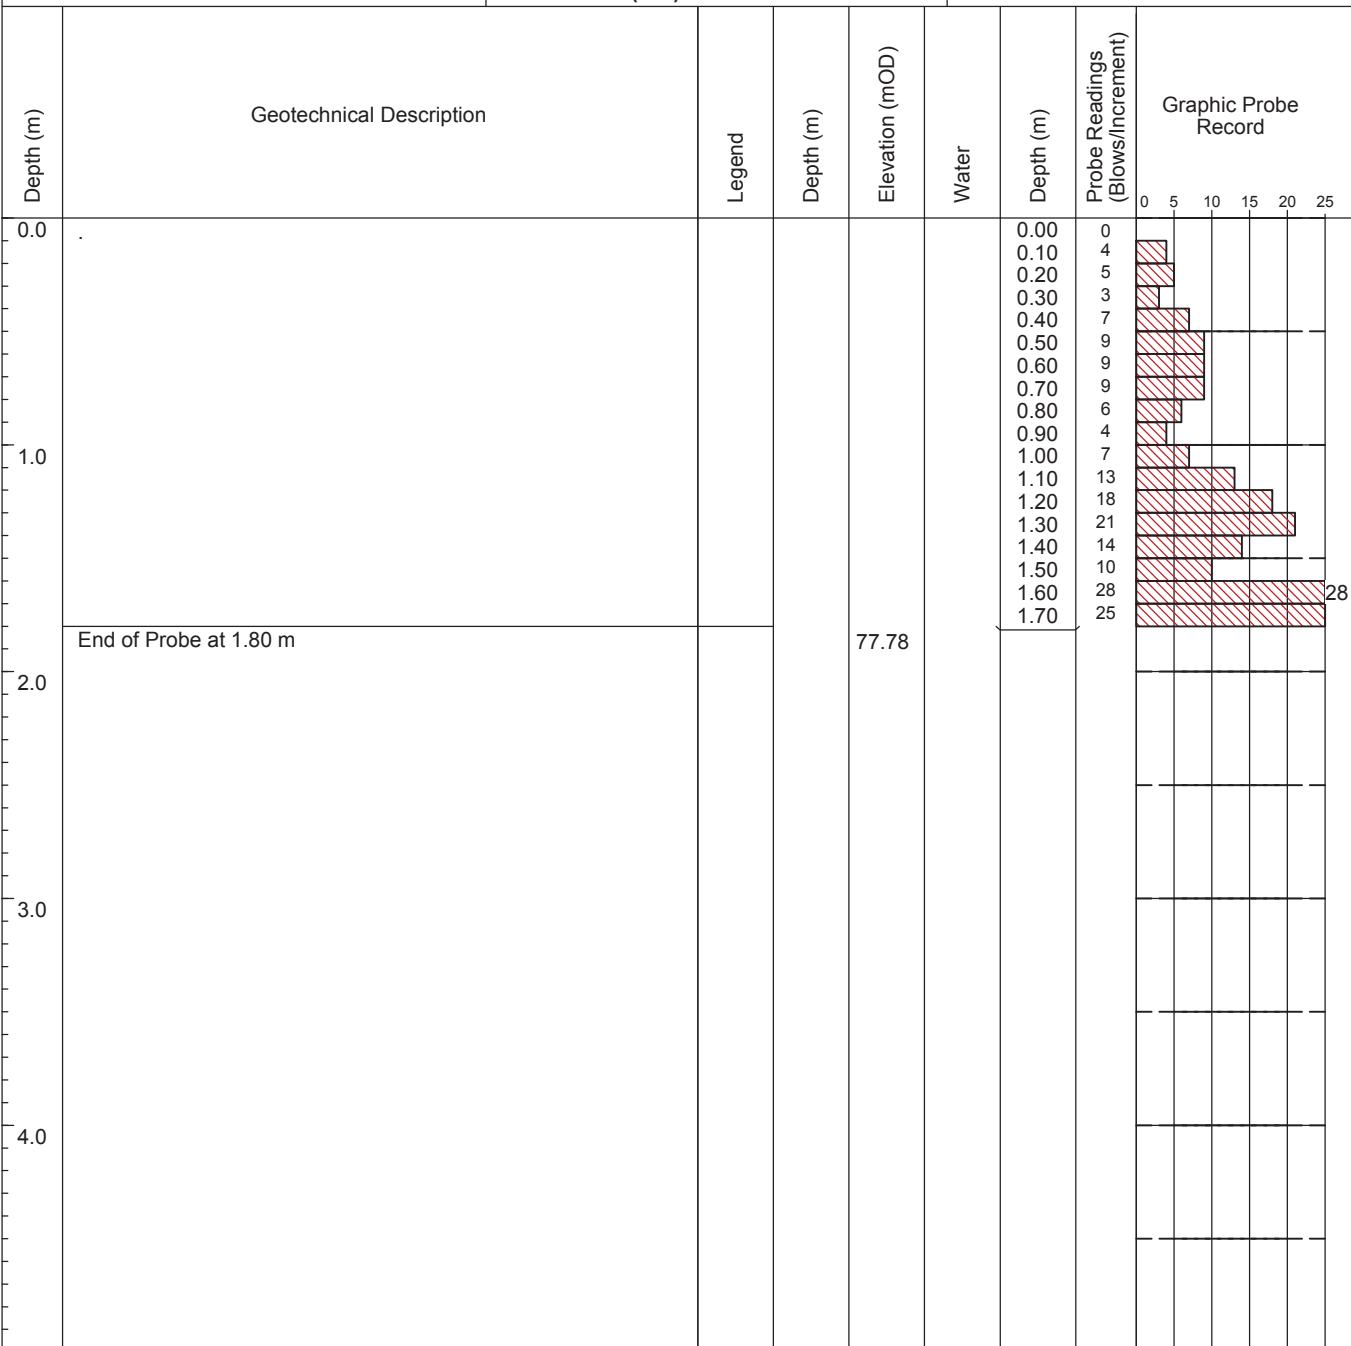 Depth (m)
Geotechnical Description
Legend
Depth (m)
Elevation (mOD)
Water
Depth (m)
Probe Readings
(Blows/Increment)
Graphic Probe
Record
0 5 10 15 20 25
0.0 . 0.00 0
0.10 4
0.20 5
0.30 3
0.40 7
0.50 9
0.60 9
0.70 9
0.80 6
0.90 4
1.0 1.00 7
1.10 13
1.20 18
1.30 21
1.40 14
1.50 10
1.60 28 28
1.70 25
End of Probe at 1.80 m 77.78
2.0
3.0
4.0